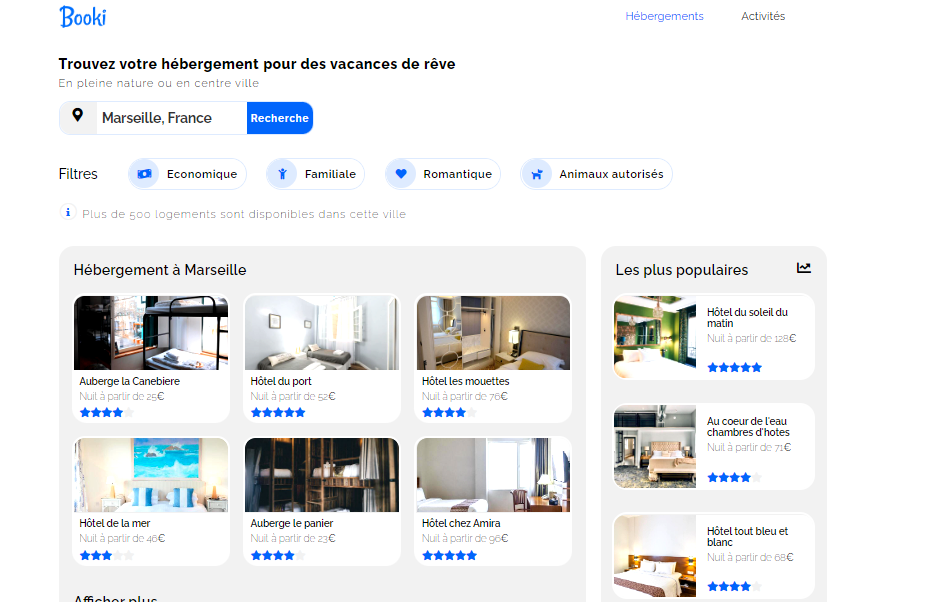 Booki
Hébergements
Activités
Trouvez votre hébergement pour des vacances de rêve
En pleine nature ou en centre ville
Marseille, France
Recherche
Filtres
Economique
Familiale
Romantique
Animaux autorisés
Plus de 500 logements sont disponibles dans cette ville
Hébergement à Marseille
Auberge la Canebiere
Nuit à partir de 25€
Hôtel du port
Nuit à partir de 52€
Hôtel les mouettes
Nuit à partir de 76€
Hôtel de la mer
Nuit à partir de 46€
Auberge le panier
Nuit à partir de 23€
Hôtel chez Amira
Nuit à partir de 96€
Afficher plus
Les plus populaires
Hôtel du soleil du
matin
Nuit à partir de 128€
Au coeur de l'eau
chambres d'hotes
Nuit à partir de 71€
Hôtel tout bleu et
blanc
Nuit à partir de 68€